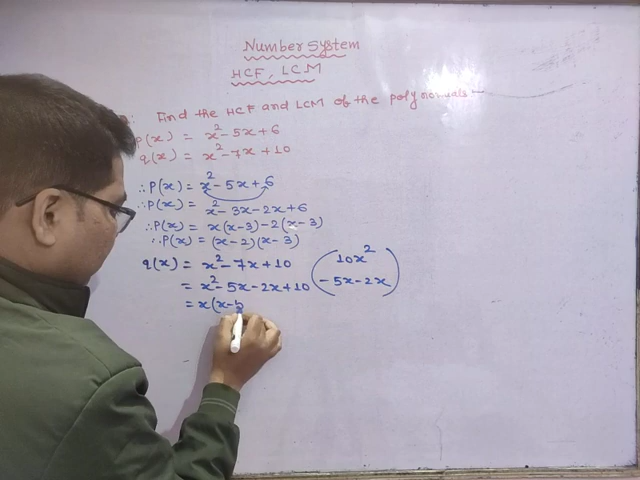 Number System
HCF, LCM
Find the HCF and LCM of the polynomials -
p(x) = x²-5x+6
q(x) = x²-7x+10
∴ P(x) = x²-5x+6
∴ P(x) = x²-3x-2x+6
∴ P(x) = x(x-3)-2(x-3)
∴ P(x) = (x-2)(x-3)
q(x) = x²-7x+10 (10x²
= x²-5x-2x+10 -5x-2x)
= x(x-5